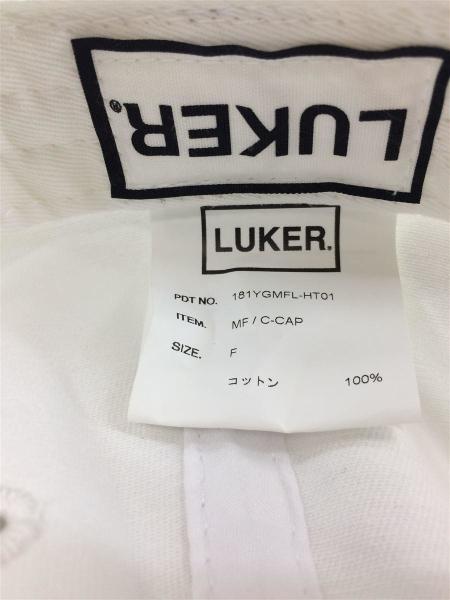 LUKER.®
LUKER.
PDT NO. 181YGMFL-HT01
ITEM. MF / C-CAP
SIZE. F
コットン 100%